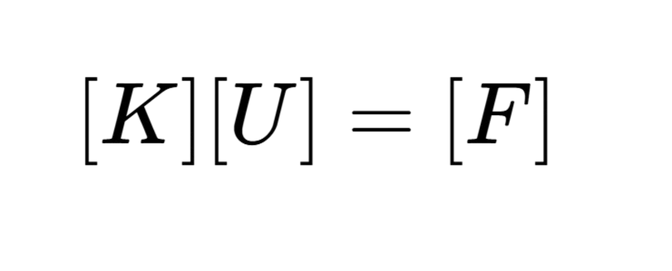 [K][U] = [F]